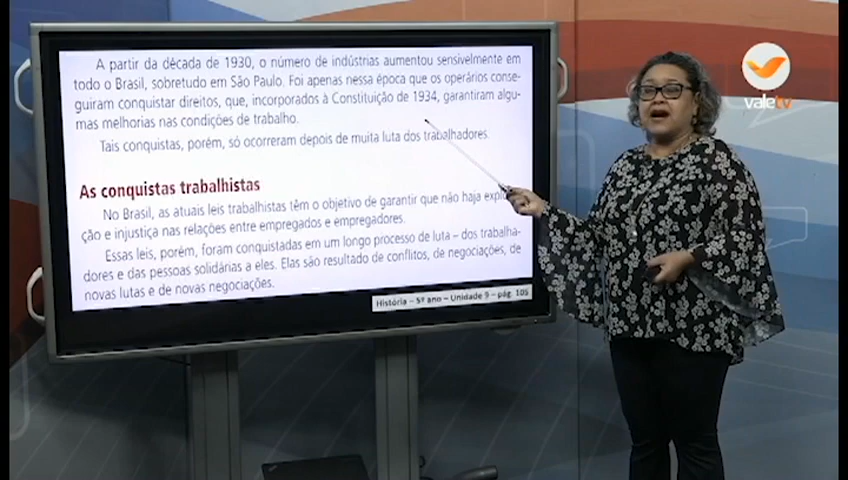 A partir da década de 1930, o número de indústrias aumentou sensivelmente em
todo o Brasil, sobretudo em São Paulo. Foi apenas nessa época que os operários conse-
guiram conquistar direitos, que, incorporados à Constituição de 1934, garantiram algu-
mas melhorias nas condições de trabalho.
Tais conquistas, porém, só ocorreram depois de muita luta dos trabalhadores.
As conquistas trabalhistas
No Brasil, as atuais leis trabalhistas têm o objetivo de garantir que não haja explo
ção e injustiça nas relações entre empregados e empregadores.
Essas leis, porém, foram conquistadas em um longo processo de luta – dos trabalha-
dores e das pessoas solidárias a eles. Elas são resultado de conflitos, de negociações, de
novas lutas e de novas negociações.
História – 5º ano – Unidade 9 – pág. 105
valetv